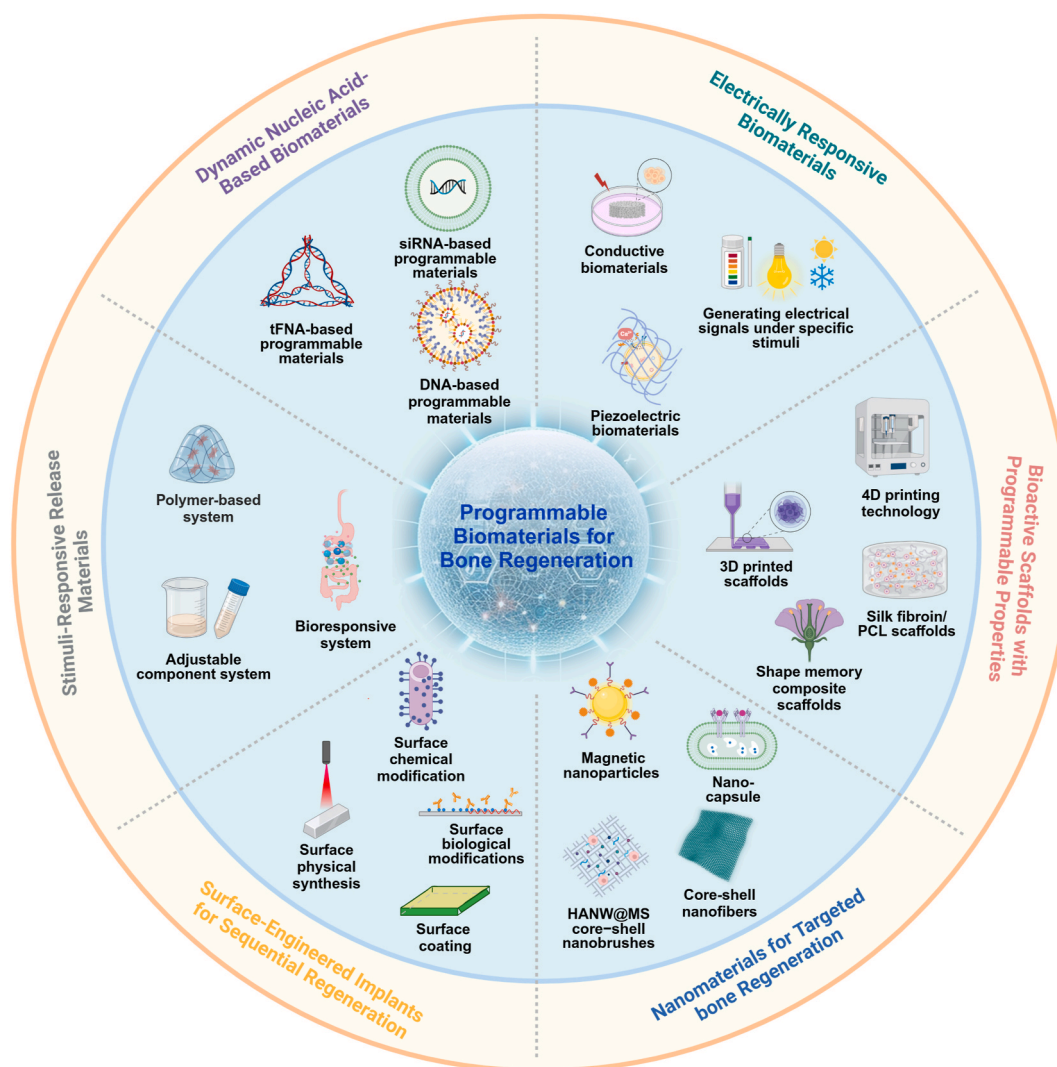 Dynamic Nucleic Acid-
Based Biomaterials
siRNA-based
programmable
materials
tFNA-based
programmable
materials
DNA-based
programmable
materials
Electrically Responsive
Biomaterials
Conductive
biomaterials
Generating electrical
signals under specific
stimuli
Ca²⁺
Piezoelectric
biomaterials
Bioactive Scaffolds with
Programmable Properties
4D printing
technology
3D printed
scaffolds
Silk fibroin/
PCL scaffolds
Shape memory
composite
scaffolds
Programmable
Biomaterials for
Bone Regeneration
Stimuli-Responsive Release
Materials
Polymer-based
system
Bioresponsive
system
Adjustable
component system
Surface-Engineered Implants
for Sequential Regeneration
Surface
chemical
modification
Surface
physical
synthesis
Surface
biological
modifications
Surface
coating
Nanomaterials for Targeted
bone Regeneration
Magnetic
nanoparticles
Nano-
capsule
HANW@MS
core−shell
nanobrushes
Core-shell
nanofibers